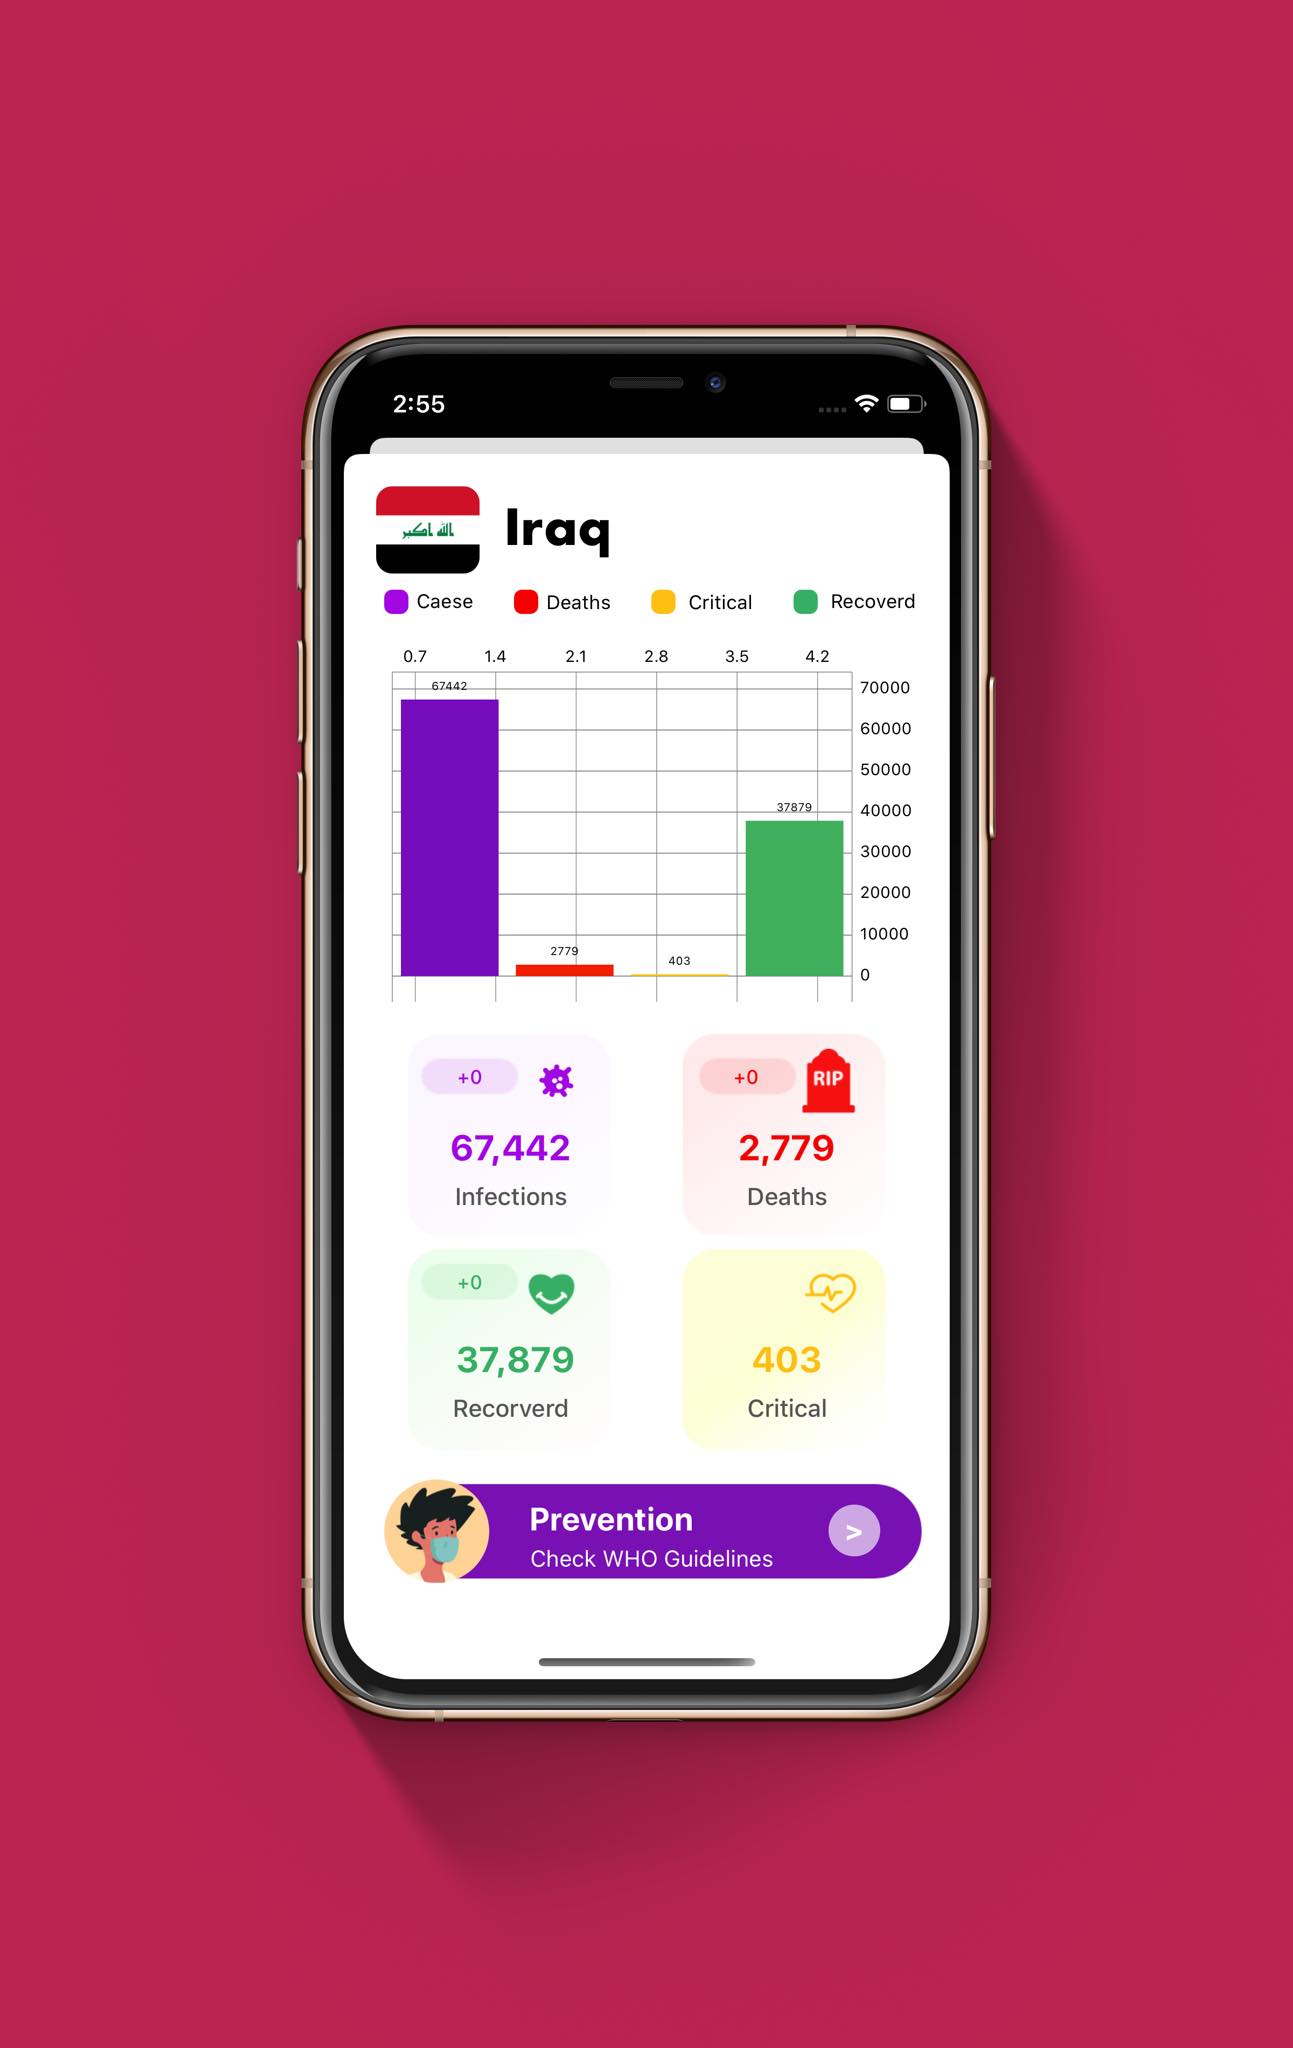 2:55
الله اكبر
Iraq
Caese Deaths Critical Recoverd
0.7 1.4 2.1 2.8 3.5 4.2
67442
70000
60000
50000
37879
40000
30000
20000
2779
10000
403
0
+0 +0 RIP
67,442 2,779
Infections Deaths
+0
37,879 403
Recorverd Critical
Prevention
>
Check WHO Guidelines